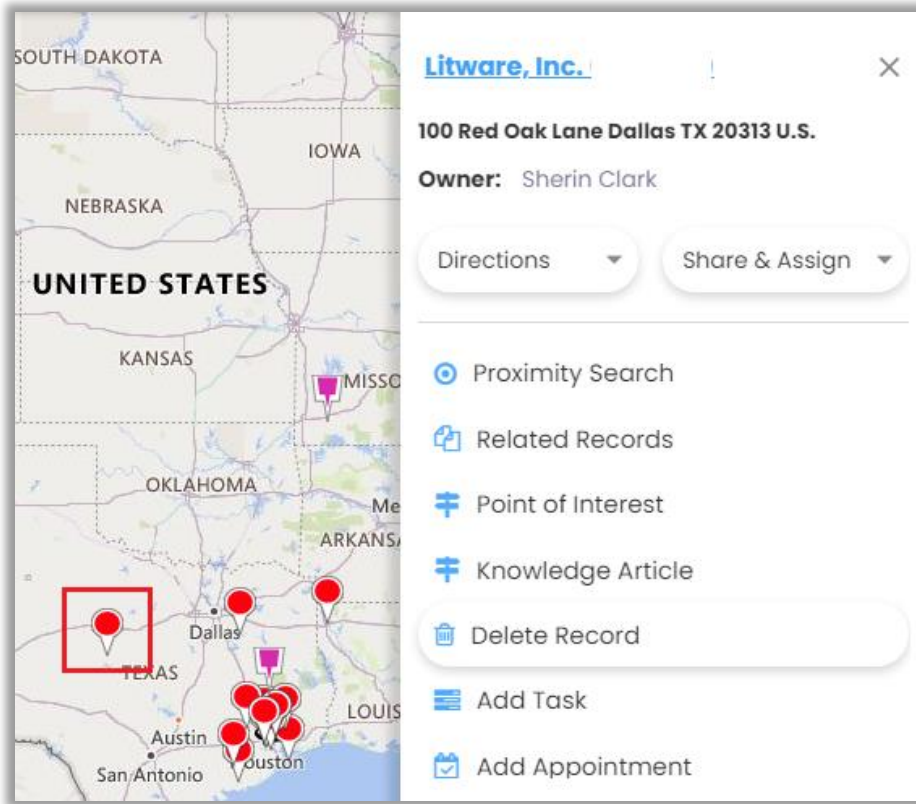 SOUTH DAKOTA
IOWA
NEBRASKA
UNITED STATES
KANSAS
MISSO
OKLAHOMA
Me
ARKANSA
Dallas
TEXAS
LOUIS
Austin
ouston
San Antonio
Litware, Inc.
100 Red Oak Lane Dallas TX 20313 U.S.
Owner: Sherin Clark
Directions
Share & Assign
Proximity Search
Related Records
Point of Interest
Knowledge Article
Delete Record
Add Task
Add Appointment